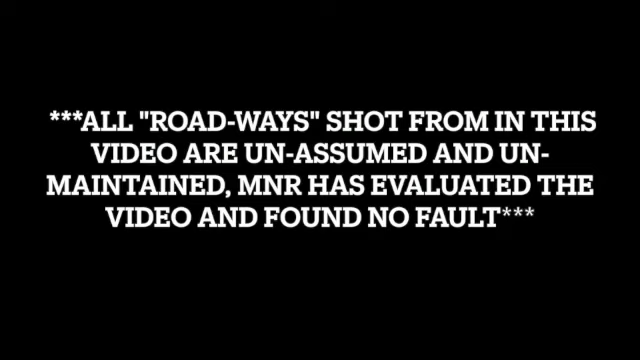 ***ALL "ROAD-WAYS" SHOT FROM IN THIS
VIDEO ARE UN-ASSUMED AND UN-
MAINTAINED, MNR HAS EVALUATED THE
VIDEO AND FOUND NO FAULT***